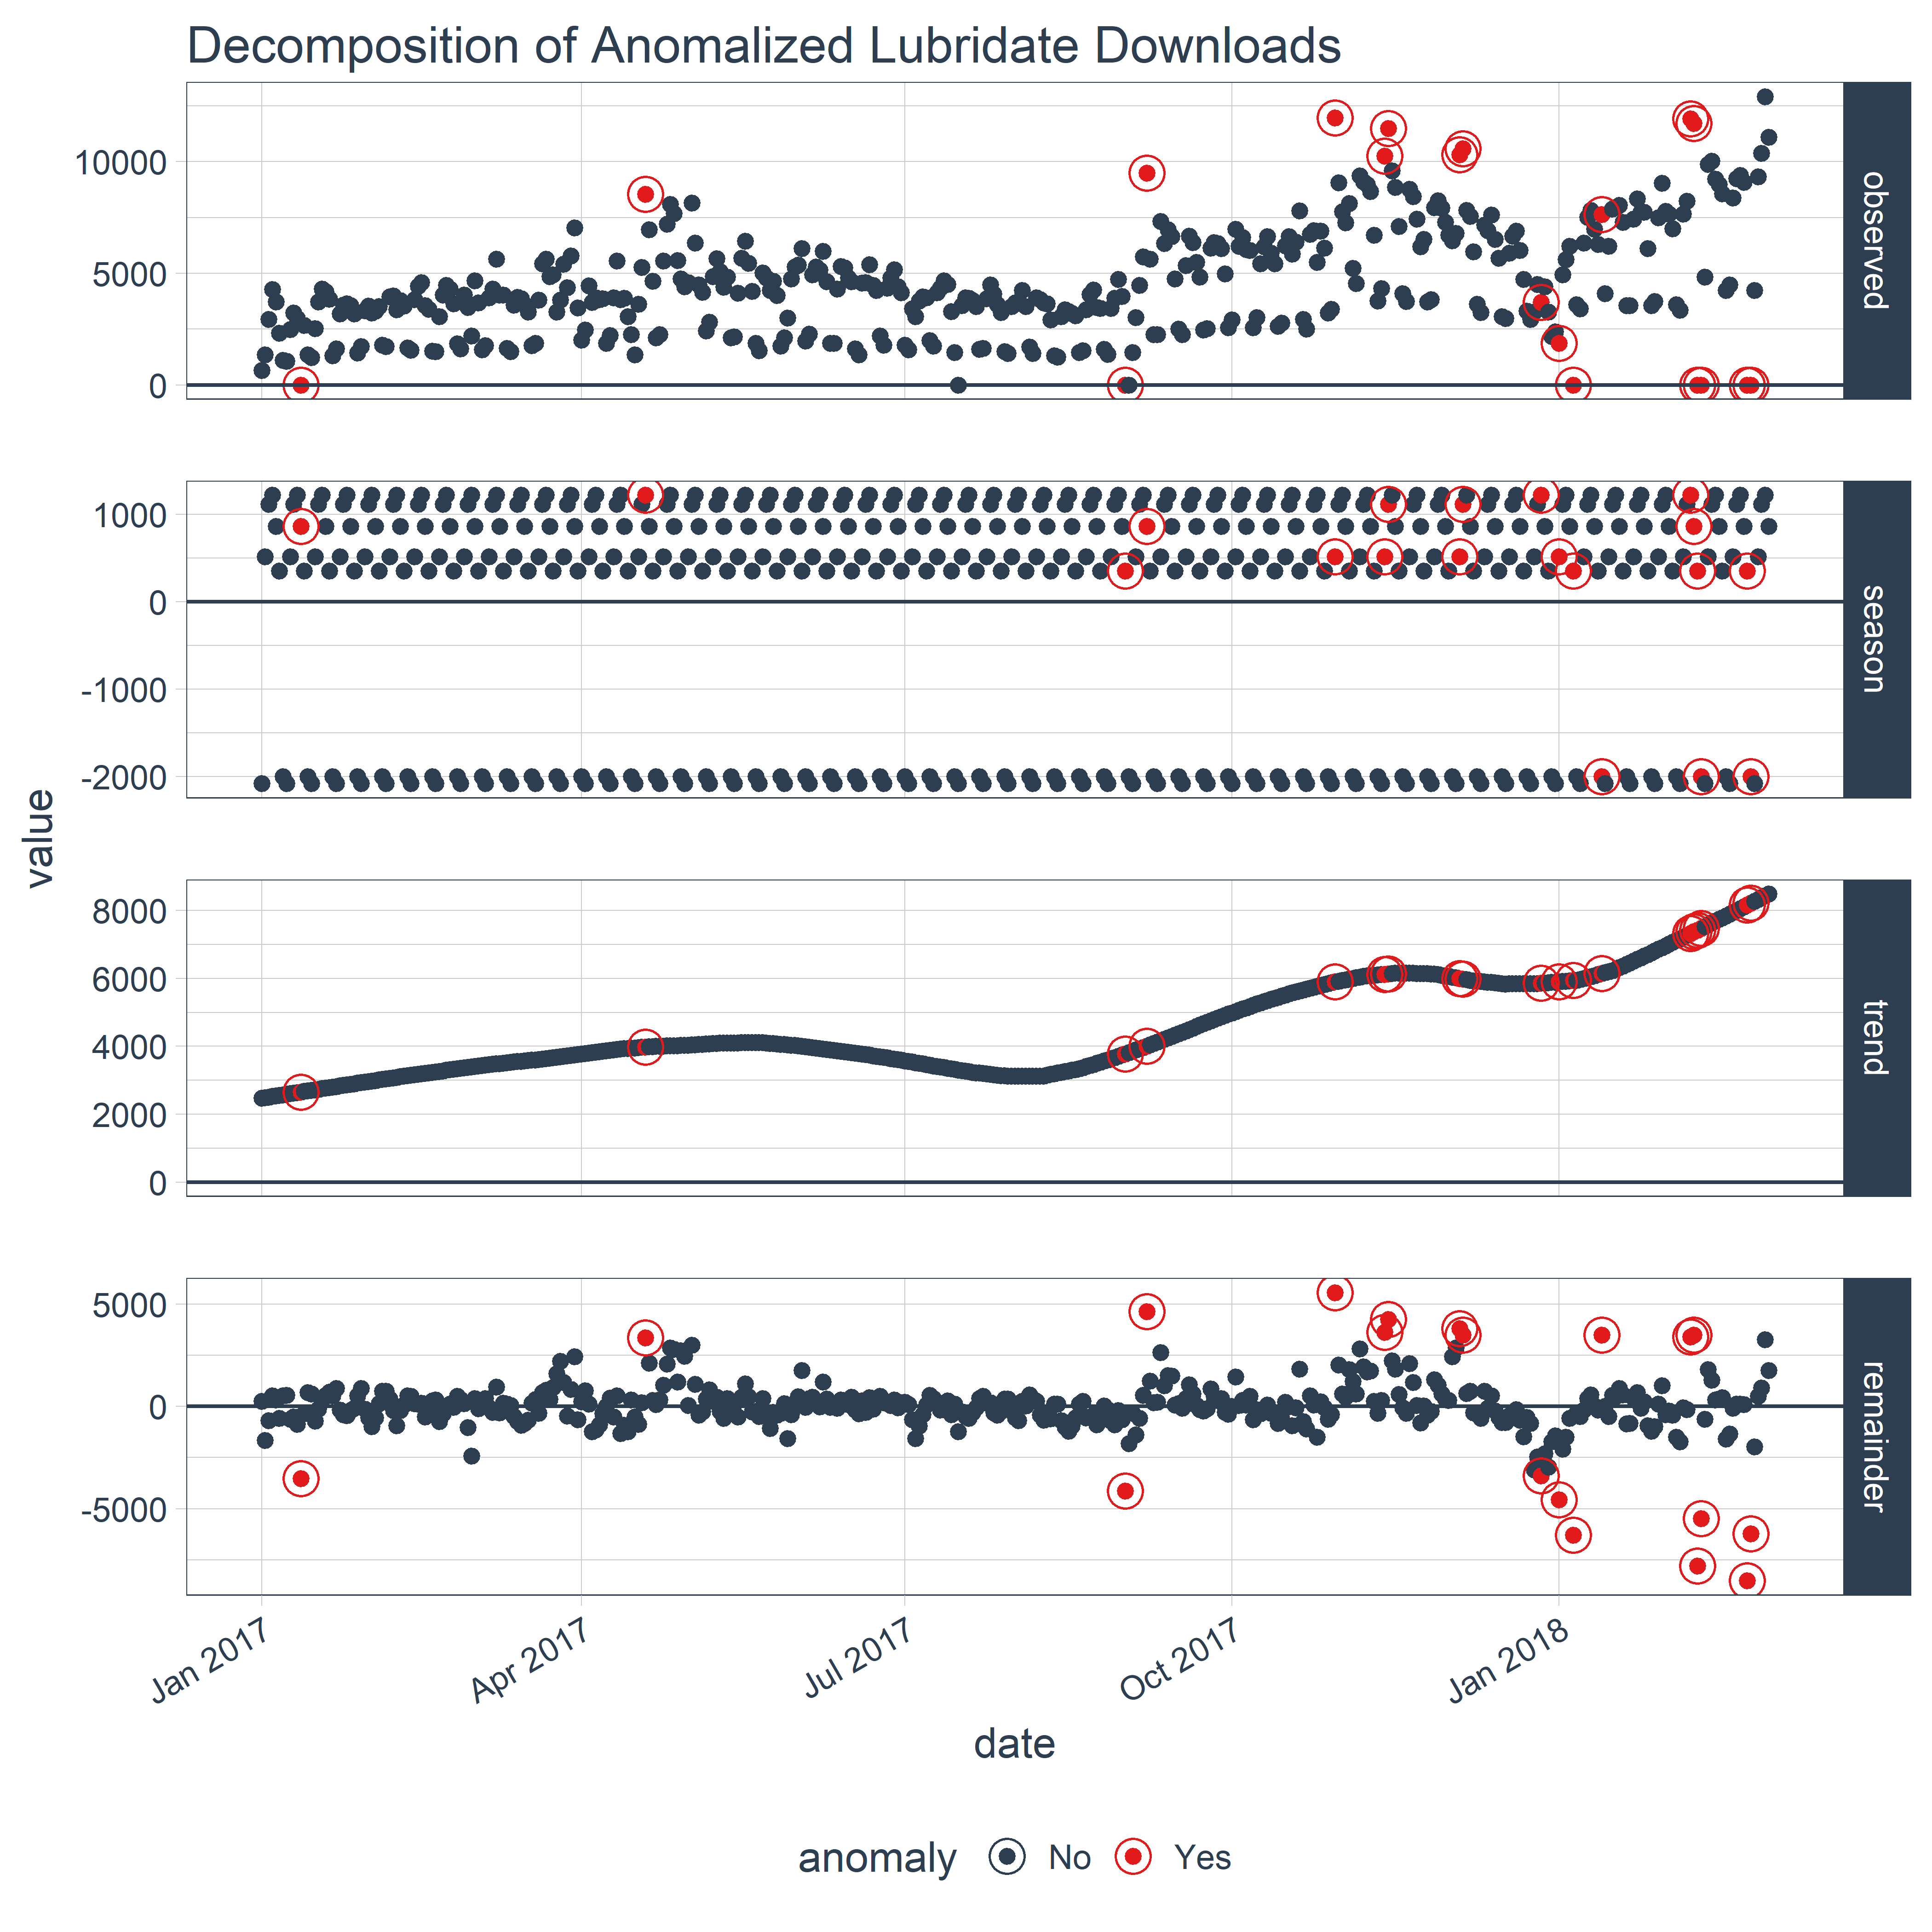 Decomposition of Anomalized Lubridate Downloads
value
10000
5000
0
observed
1000
0
-1000
-2000
season
8000
6000
4000
2000
0
trend
5000
0
-5000
remainder
Jan 2017
Apr 2017
Jul 2017
Oct 2017
Jan 2018
date
anomaly No Yes